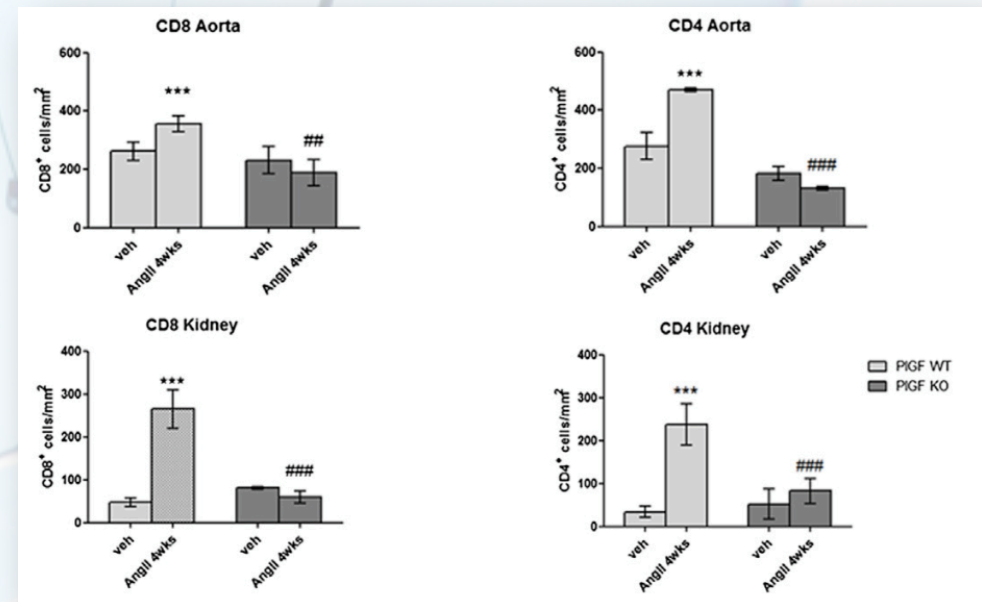 CD8 Aorta
CD8⁺ cells/mm²
600
400
200
0
***
##
veh
AngII 4wks
veh
AngII 4wks
CD4 Aorta
CD4⁺ cells/mm²
600
400
200
0
***
###
veh
AngII 4wks
veh
AngII 4wks
CD8 Kidney
CD8⁺ cells/mm²
400
300
200
100
0
***
###
veh
AngII 4wks
veh
AngII 4wks
CD4 Kidney
CD4⁺ cells/mm²
400
300
200
100
0
***
###
veh
AngII 4wks
veh
AngII 4wks
PlGF WT
PlGF KO